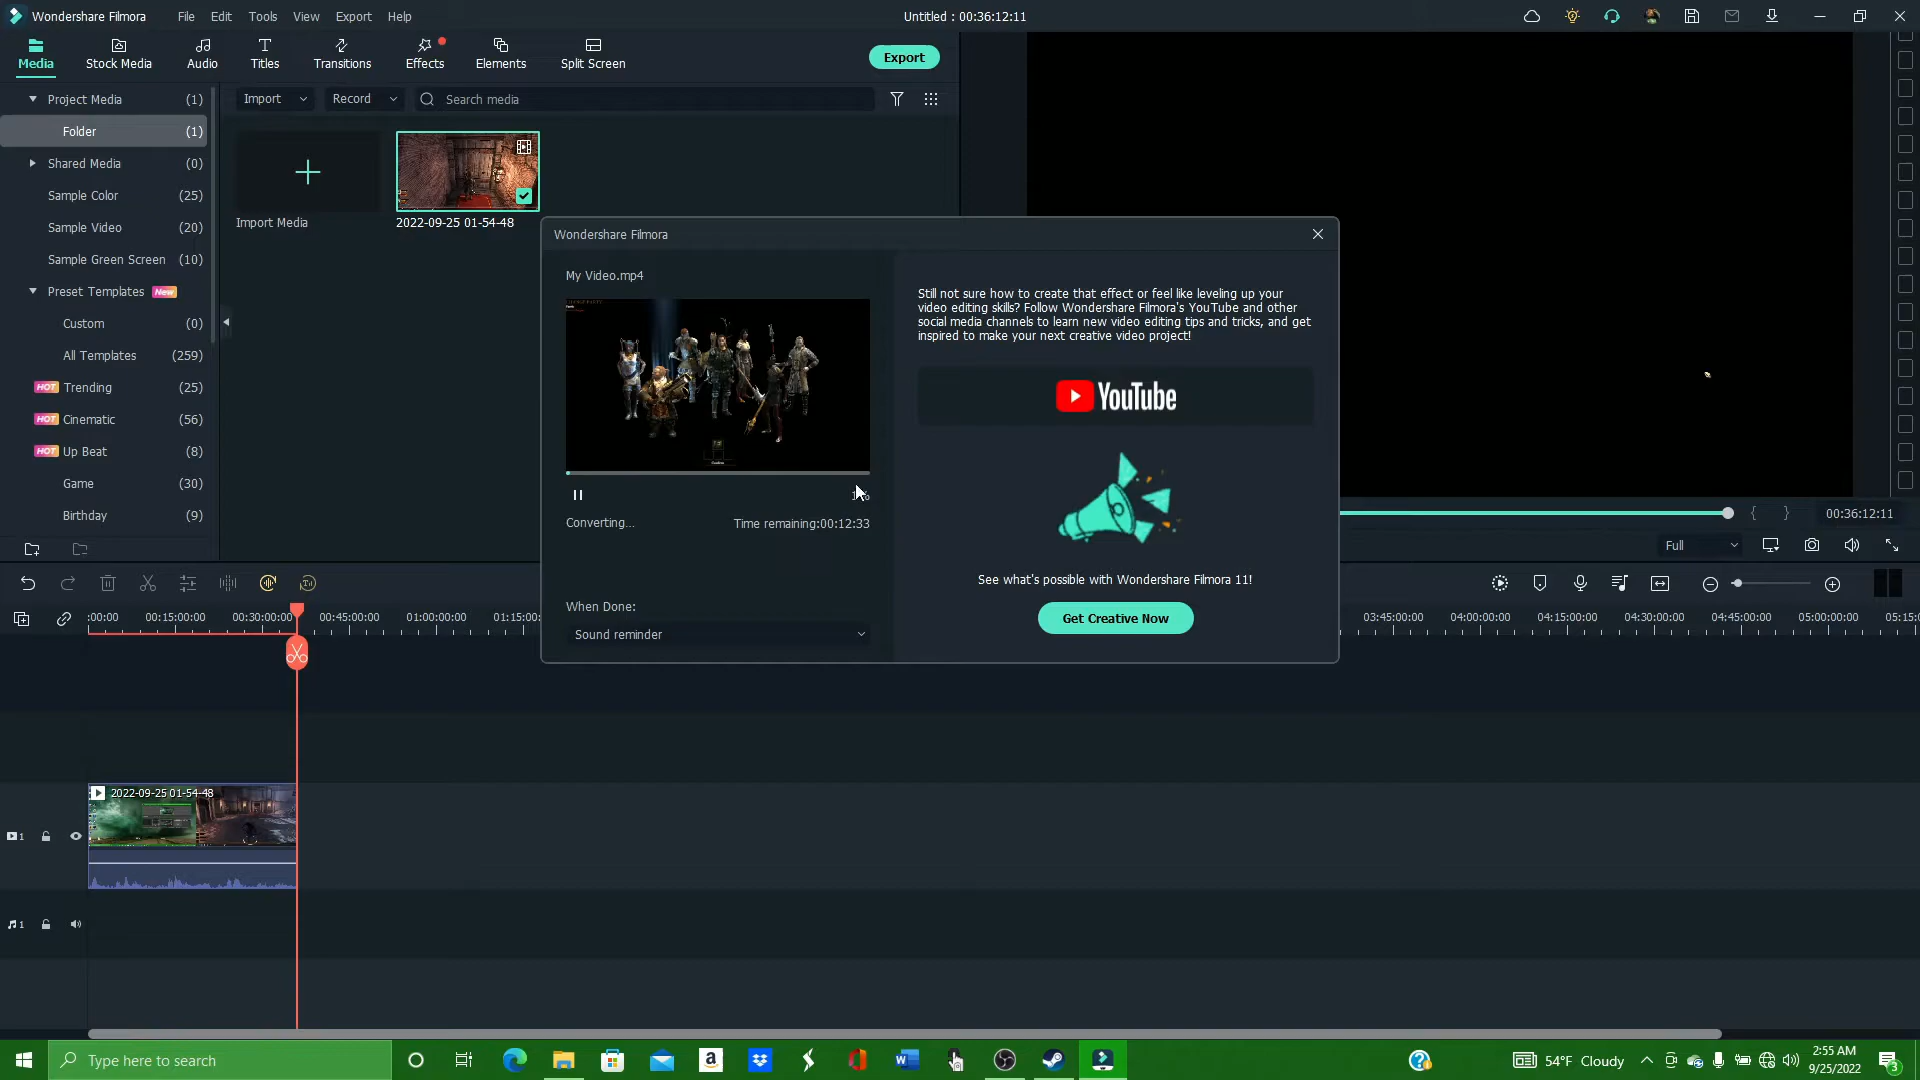 Wondershare Filmora
File Edit Tools View Export Help
Untitled : 00:36:12:11
Media
Stock Media
Audio
Titles
Transitions
Effects
Elements
Split Screen
Export
Project Media (1)
Folder (1)
Shared Media (0)
Sample Color (25)
Sample Video (20)
Sample Green Screen (10)
Preset Templates New
Custom (0)
All Templates (259)
HOT Trending (25)
HOT Cinematic (56)
HOT Up Beat (8)
Game (30)
Birthday (9)
Import
Record
Search media
Import Media
2022-09-25 01-54-48
Wondershare Filmora
My Video.mp4
Converting...
Time remaining:00:12:33
When Done:
Sound reminder
Still not sure how to create that effect or feel like leveling up your
video editing skills? Follow Wondershare Filmora's YouTube and other
social media channels to learn new video editing tips and tricks, and get
inspired to make your next creative video project!
YouTube
See what's possible with Wondershare Filmora 11!
Get Creative Now
00:36:12:11
Full
:00:00 00:15:00:00 00:30:00:00 00:45:00:00 01:00:00:00 01:15:00
03:45:00:00 04:00:00:00 04:15:00:00 04:30:00:00 04:45:00:00 05:00:00:00 05:15:0
2022-09-25 01-54-48
1
1
Type here to search
54°F Cloudy
2:55 AM
9/25/2022
3